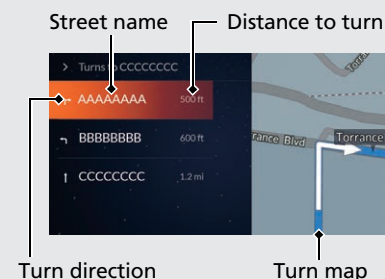 Street name
Distance to turn
> Turns to CCCCCCCC
AAAAAAAA 500 ft
BBBBBBBB 600 ft
CCCCCCCC 1.2 mi
rrance Blvd
Torrance
Turn direction
Turn map